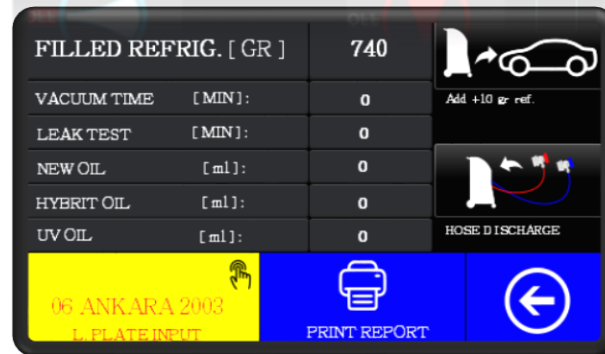 FILLED REFRIG. [ GR ] 740
Add +10 gr ref.
VACUUM TIME [ MIN]: 0
LEAK TEST [ MIN]: 0
NEW OIL [ ml]: 0
HYBRIT OIL [ ml]: 0
UV OIL [ ml]: 0
HOSE DISCHARGE
06 ANKARA 2003
L. PLATE INPUT
PRINT REPORT